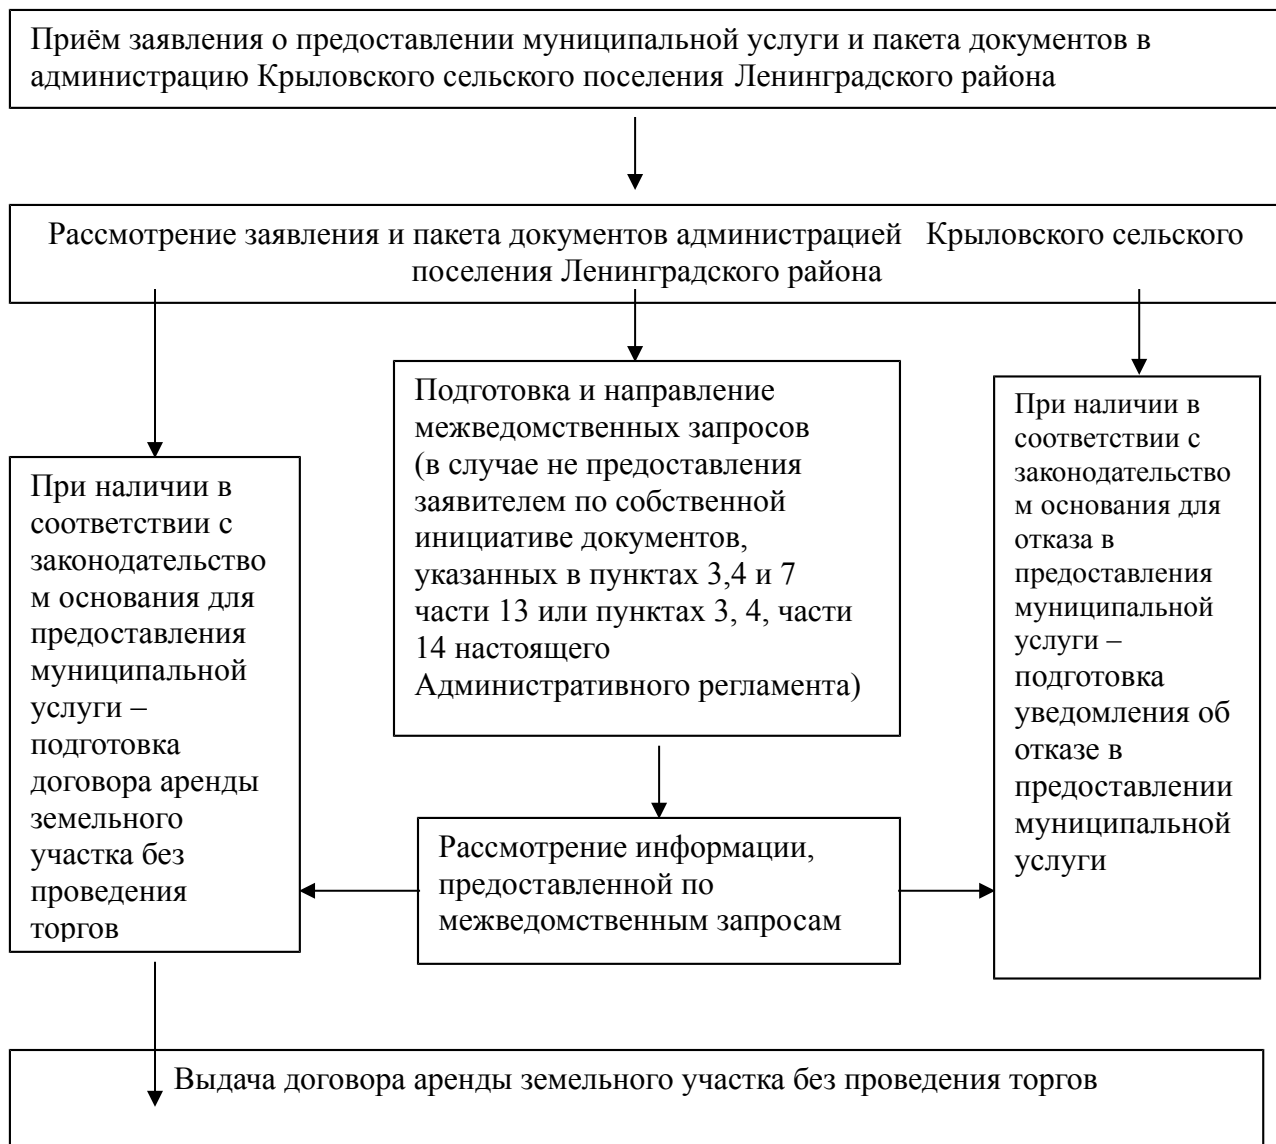 Приём заявления о предоставлении муниципальной услуги и пакета документов в
администрацию Крыловского сельского поселения Ленинградского района
Рассмотрение заявления и пакета документов администрацией Крыловского сельского
поселения Ленинградского района
При наличии в
соответствии с
законодательство
м основания для
предоставления
муниципальной
услуги –
подготовка
договора аренды
земельного
участка без
проведения
торгов
Подготовка и направление
межведомственных запросов
(в случае не предоставления
заявителем по собственной
инициативе документов,
указанных в пунктах 3,4 и 7
части 13 или пунктах 3, 4, части
14 настоящего
Административного регламента)
При наличии в
соответствии с
законодательство
м основания для
отказа в
предоставления
муниципальной
услуги –
подготовка
уведомления об
отказе в
предоставлении
муниципальной
услуги
Рассмотрение информации,
предоставленной по
межведомственным запросам
Выдача договора аренды земельного участка без проведения торгов